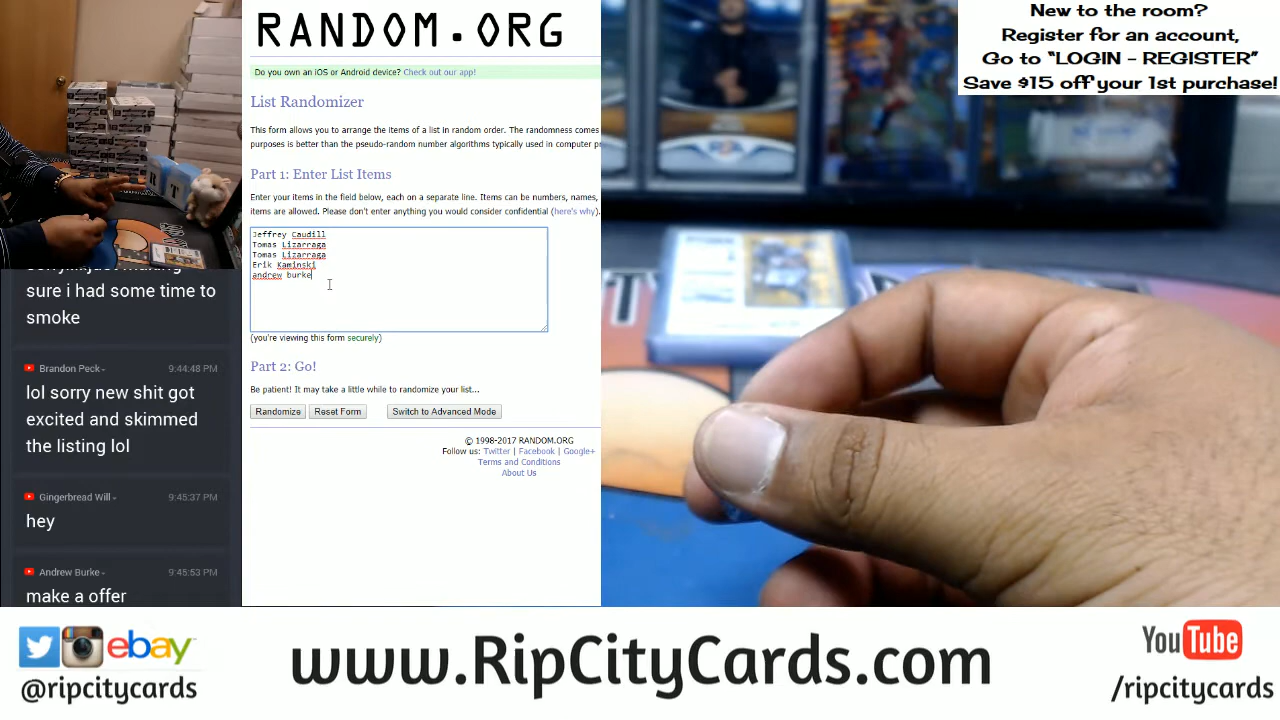 RANDOM.ORG
Do you own an iOS or Android device? Check out our app!
List Randomizer
This form allows you to arrange the items of a list in random order. The randomness comes
purposes is better than the pseudo-random number algorithms typically used in computer
Part 1: Enter List Items
Enter your items in the field below, each on a separate line. Items can be numbers, names,
items are allowed. Please don't enter anything you would consider confidential (here's why).
Jeffrey Caudill
Tomas Lizarraga
Tomas Lizarraga
Erik Kaminski
andrew burke
(you're viewing this form securely)
Part 2: Go!
Be patient! It may take a little while to randomize your list...
Randomize
Reset Form
Switch to Advanced Mode
© 1998-2017 RANDOM.ORG
Follow us: Twitter | Facebook | Google+
Terms and Conditions
About Us
New to the room?
Register for an account,
Go to “LOGIN - REGISTER”
Save $15 off your 1st purchase!
sure i had some time to
smoke
Brandon Peck 9:44:48 PM
lol sorry new shit got
excited and skimmed
the listing lol
Gingerbread Will 9:45:37 PM
hey
Andrew Burke 9:45:53 PM
make a offer
ebay
@ripcitycards
www.RipCityCards.com
YouTube
/ripcitycards